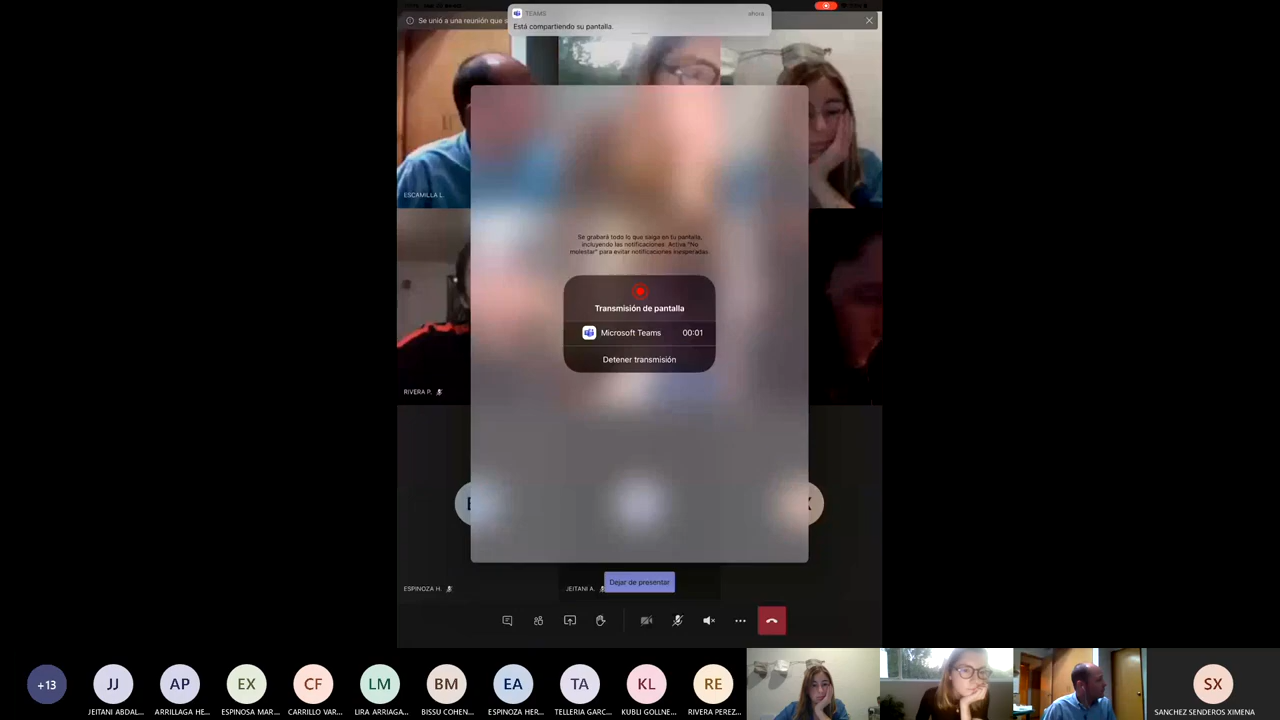 TEAMS
ahora
Está compartiendo su pantalla.
Se unió a una reunión que s
ESCAMILLA L.
Se grabará todo lo que salga en tu pantalla,
incluyendo las notificaciones. Activa "No
molestar" para evitar notificaciones inesperadas.
Transmisión de pantalla
Microsoft Teams 00:01
Detener transmisión
RIVERA P.
ESPINOZA H.
JEITANI A.
Dejar de presentar
+13
JJ
AP
EX
CF
LM
BM
EA
TA
KL
RE
SX
JEITANI ABDAL...
ARRILLAGA HE...
ESPINOSA MAR...
CARRILLO VAR...
LIRA ARRIAGA...
BISSU COHEN...
ESPINOZA HER...
TELLERIA GARC...
KUBLI GOLLNE...
RIVERA PEREZ...
SANCHEZ SENDEROS XIMENA